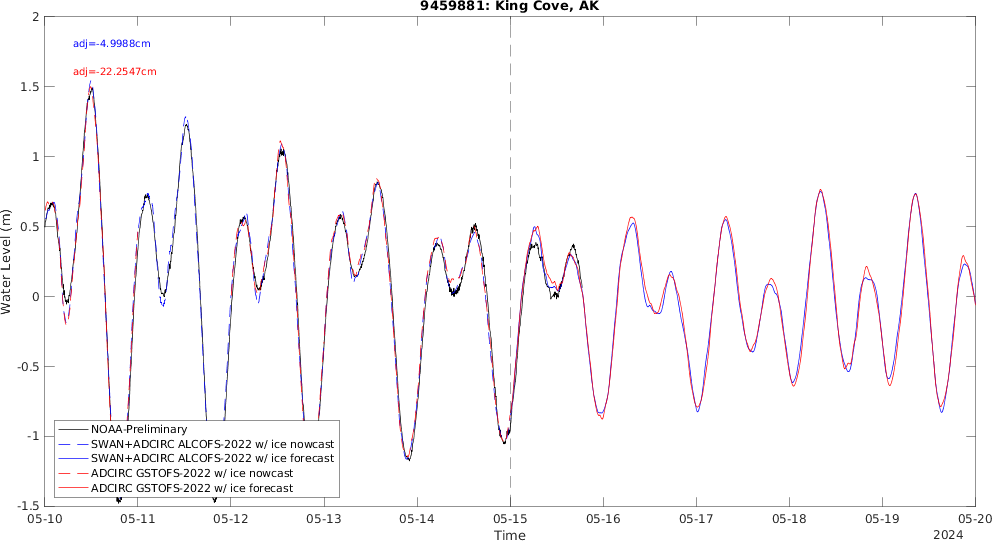 9459881: King Cove, AK
adj=-4.9988cm
adj=-22.2547cm
Water Level (m)
2
1.5
1
0.5
0
-0.5
-1
-1.5
NOAA-Preliminary
SWAN+ADCIRC ALCOFS-2022 w/ ice nowcast
SWAN+ADCIRC ALCOFS-2022 w/ ice forecast
ADCIRC GSTOFS-2022 w/ ice nowcast
ADCIRC GSTOFS-2022 w/ ice forecast
05-10 05-11 05-12 05-13 05-14 05-15 05-16 05-17 05-18 05-19 05-20
Time
2024